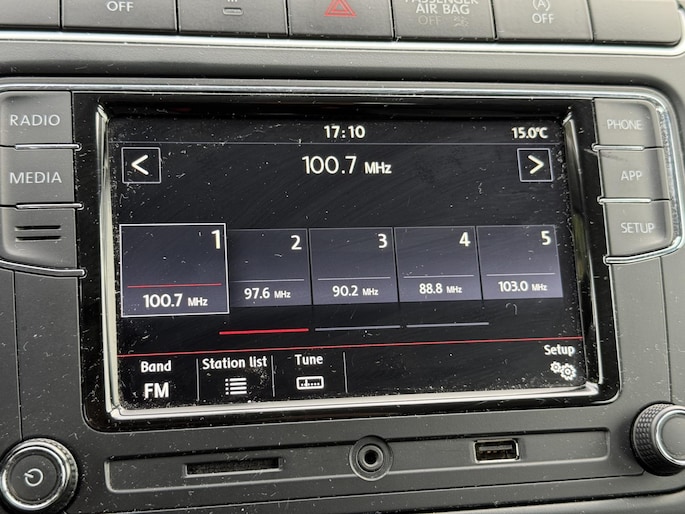 OFF
PASSENGER
AIR BAG
OFF
A
OFF
RADIO
MEDIA
PHONE
APP
SETUP
17:10
15.0°C
<
100.7 MHz
>
1
100.7 MHz
2
97.6 MHz
3
90.2 MHz
4
88.8 MHz
5
103.0 MHz
Band
FM
Station list
Tune
Setup